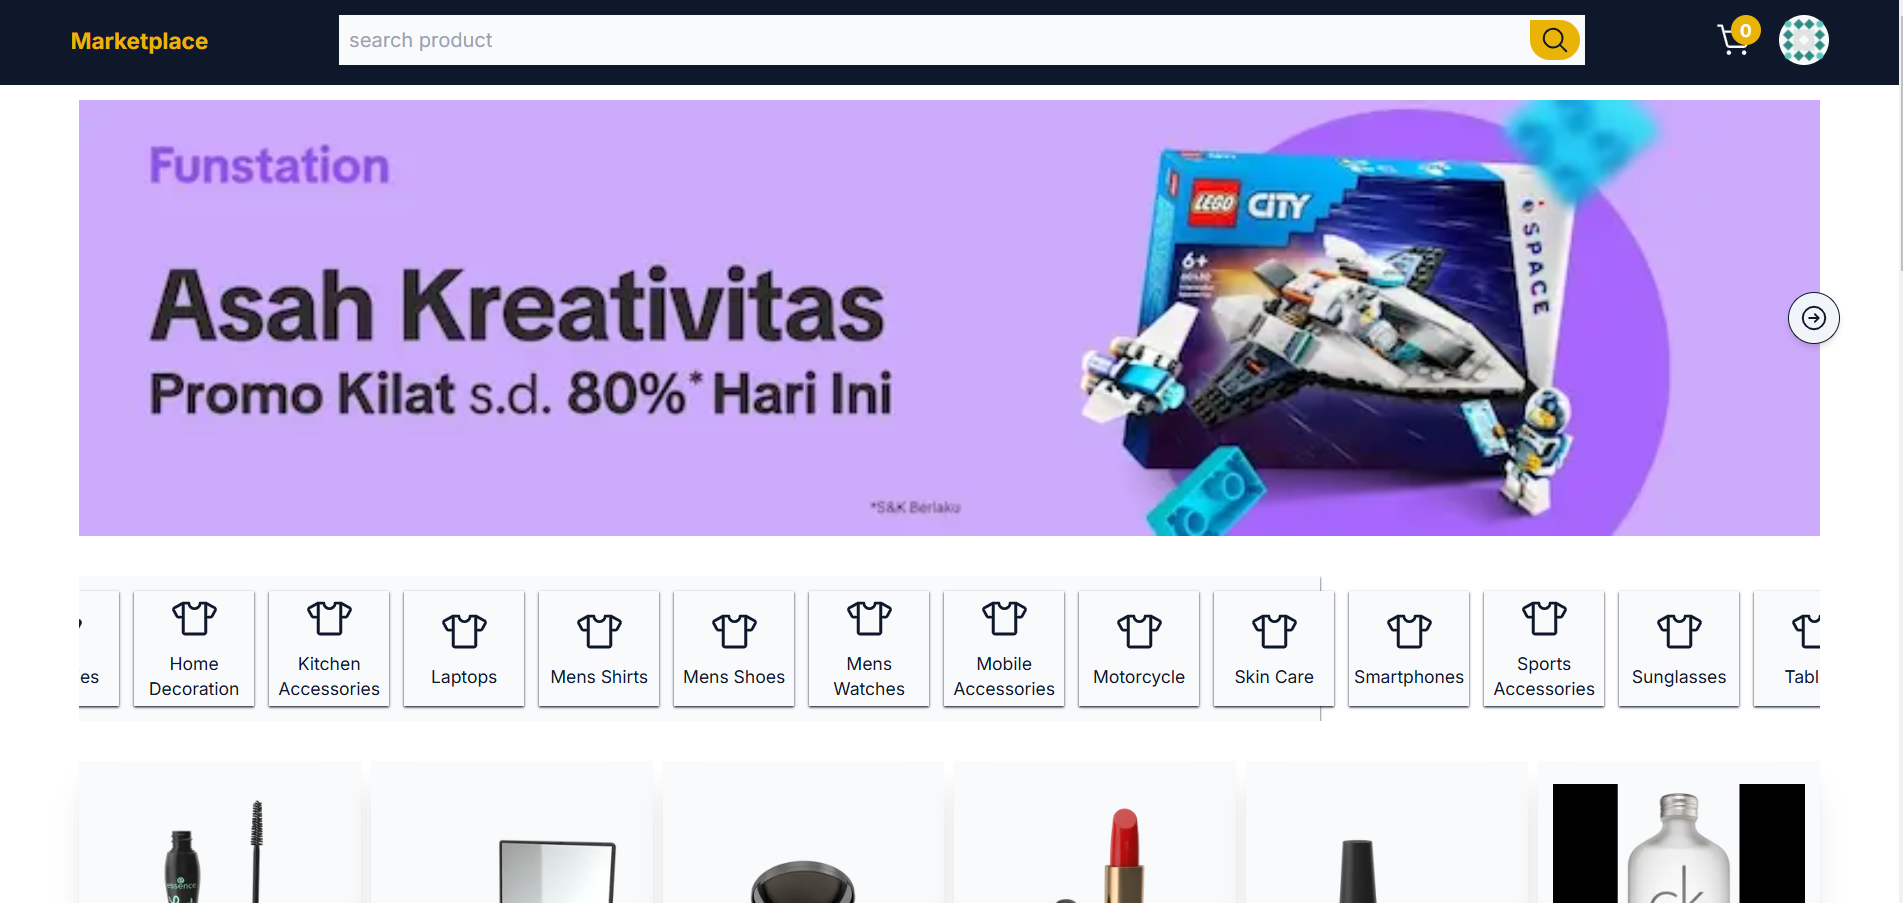 Marketplace
search product
0
Funstation
Asah Kreativitas
Promo Kilat s.d. 80%* Hari Ini
*S&K Berlaku
LEGO CITY
6+
SPACE
es
Home
Decoration
Kitchen
Accessories
Laptops
Mens Shirts
Mens Shoes
Mens
Watches
Mobile
Accessories
Motorcycle
Skin Care
Smartphones
Sports
Accessories
Sunglasses
Tabl
essence
ck